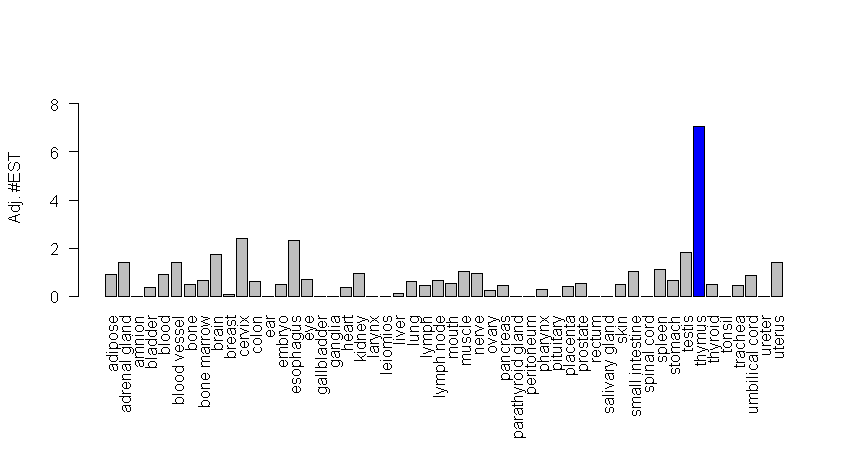 Adj. #EST
8
6
4
2
0
adipose
adrenal gland
amnion
bladder
blood
blood vessel
bone
bone marrow
brain
breast
cervix
colon
ear
embryo
esophagus
eye
gallbladder
ganglia
heart
kidney
larynx
leiomios
liver
lung
lymph
lymph node
mouth
muscle
nerve
ovary
pancreas
parathyroid gland
peritoneum
pharynx
pituitary
placenta
prostate
rectum
salivary gland
skin
small intestine
spinal cord
spleen
stomach
testis
thymus
thyroid
tonsil
trachea
umbilical cord
ureter
uterus